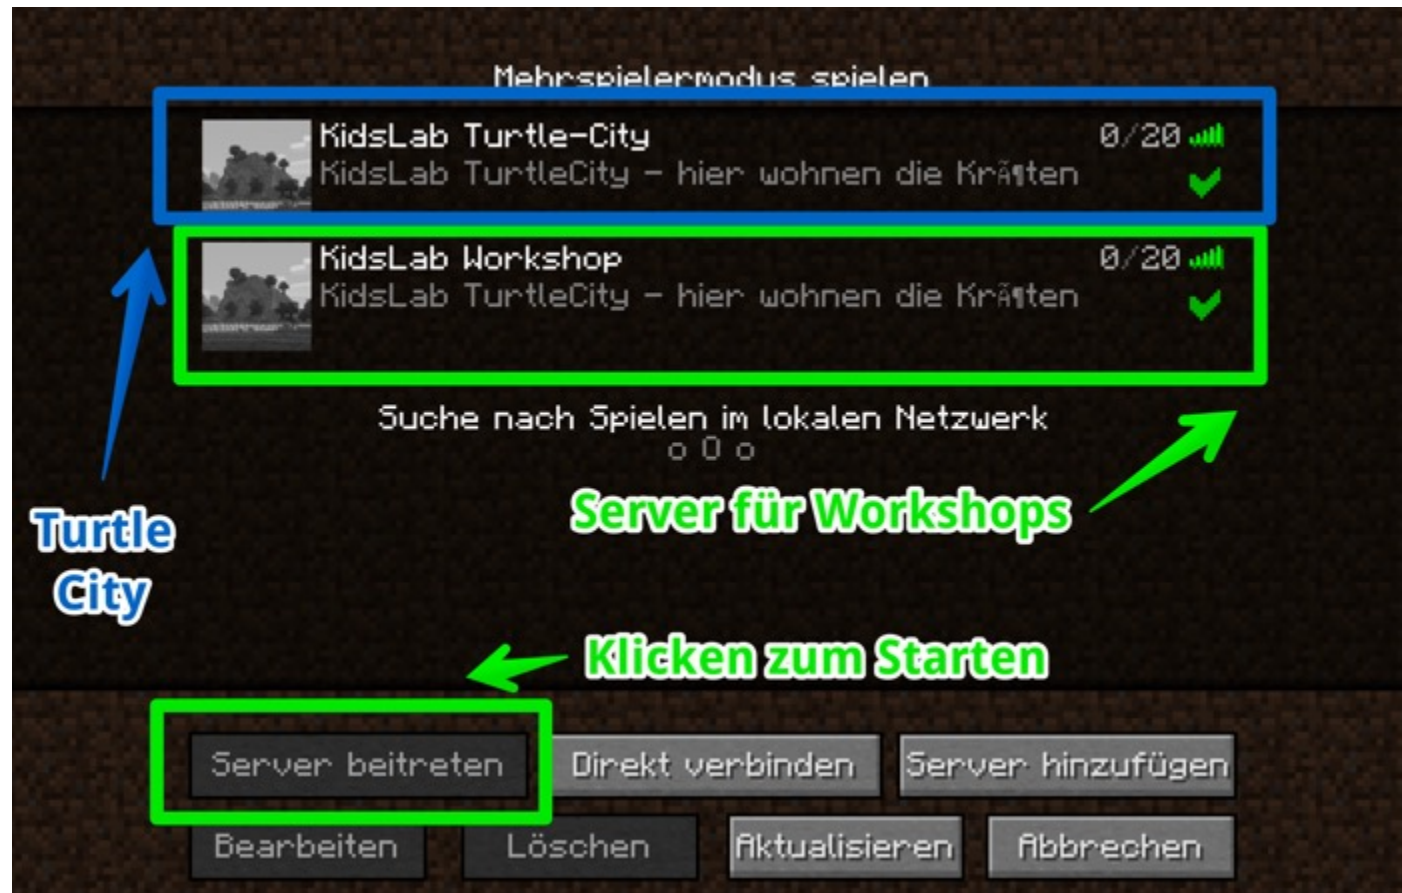 Mehrspielermodus spielen
KidsLab Turtle-City 0/20
KidsLab TurtleCity - hier wohnen die KrÃ¶ten
KidsLab Workshop 0/20
KidsLab TurtleCity - hier wohnen die KrÃ¶ten
Suche nach Spielen im lokalen Netzwerk
o O o
Server für Workshops
Turtle
City
Klicken zum Starten
Server beitreten Direkt verbinden Server hinzufügen
Bearbeiten Löschen Aktualisieren Abbrechen